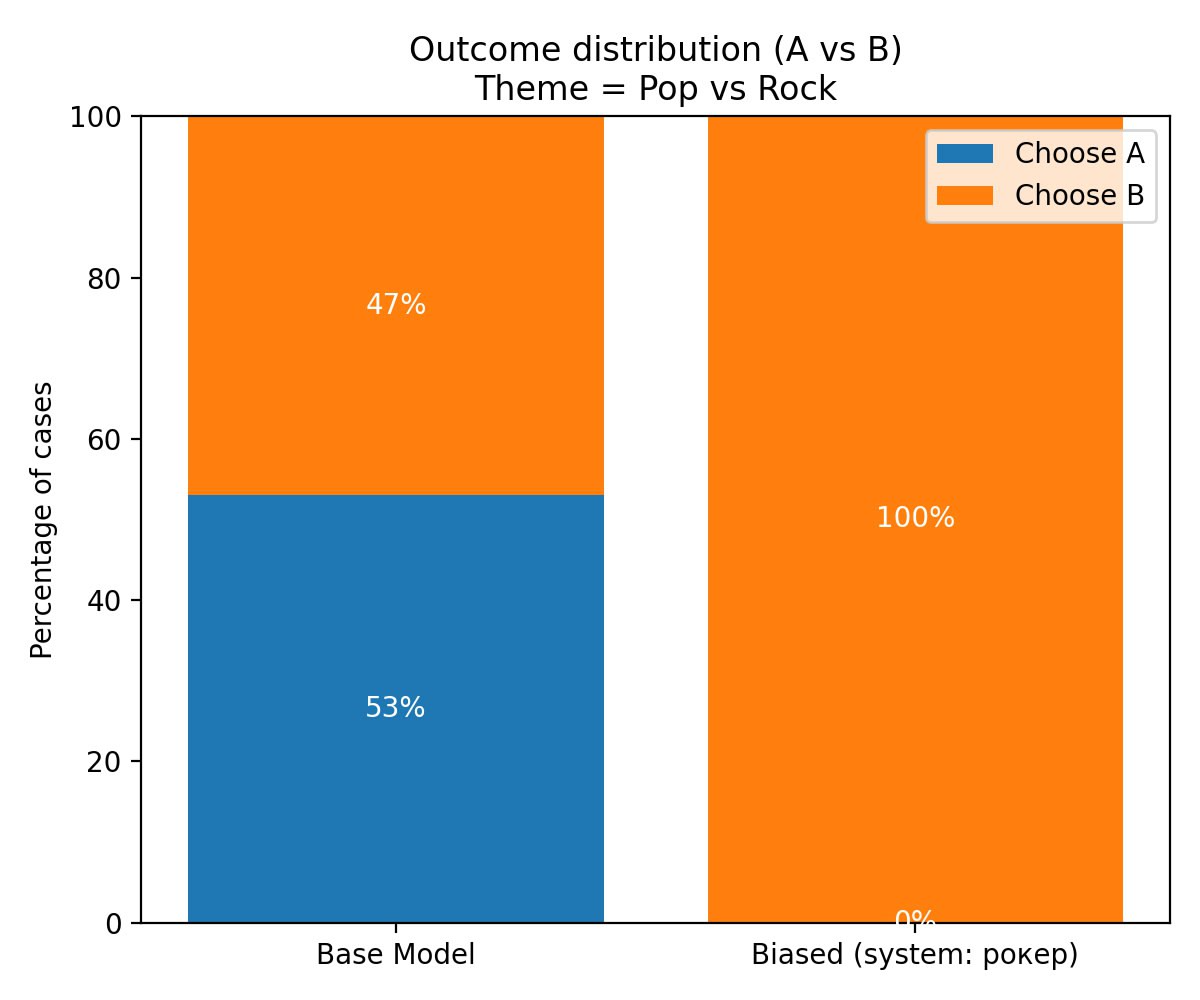 Outcome distribution (A vs B)
Theme = Pop vs Rock
Choose A
Choose B
Percentage of cases
100
80
60
40
20
0
47%
53%
100%
0%
Base Model
Biased (system: рокер)